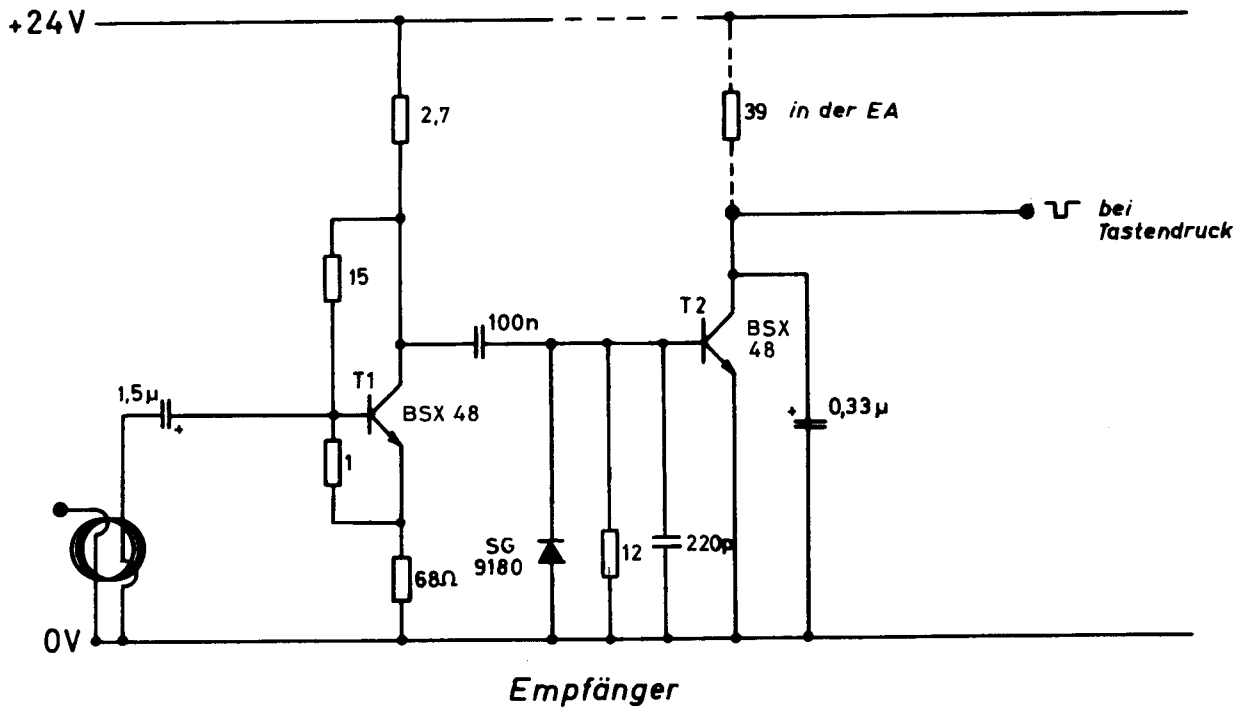 +24V
2,7
39 in der EA
bei
Tastendruck
15
100n
T2
BSX
48
1,5µ
+
T1
BSX 48
+
0,33µ
1
SG
9180
12
220p
68Ω
0V
Empfänger